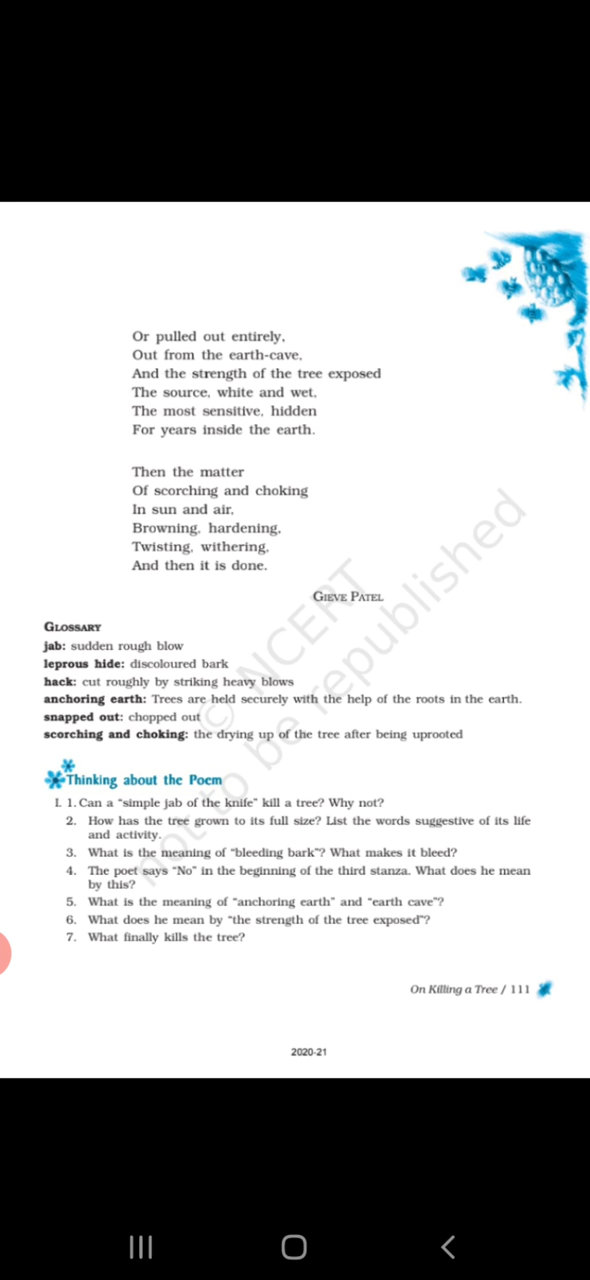 Or pulled out entirely,
Out from the earth-cave,
And the strength of the tree exposed
The source, white and wet,
The most sensitive, hidden
For years inside the earth.
Then the matter
Of scorching and choking
In sun and air,
Browning, hardening,
Twisting, withering,
And then it is done.
GIEVE PATEL
GLOSSARY
jab: sudden rough blow
leprous hide: discoloured bark
hack: cut roughly by striking heavy blows
anchoring earth: Trees are held securely with the help of the roots in the earth.
snapped out: chopped out
scorching and choking: the drying up of the tree after being uprooted
Thinking about the Poem
I. 1. Can a "simple jab of the knife" kill a tree? Why not?
2. How has the tree grown to its full size? List the words suggestive of its life
and activity.
3. What is the meaning of "bleeding bark"? What makes it bleed?
4. The poet says "No" in the beginning of the third stanza. What does he mean
by this?
5. What is the meaning of "anchoring earth" and "earth cave"?
6. What does he mean by "the strength of the tree exposed"?
7. What finally kills the tree?
On Killing a Tree / 111
2020-21
© NCERT
not to be republished